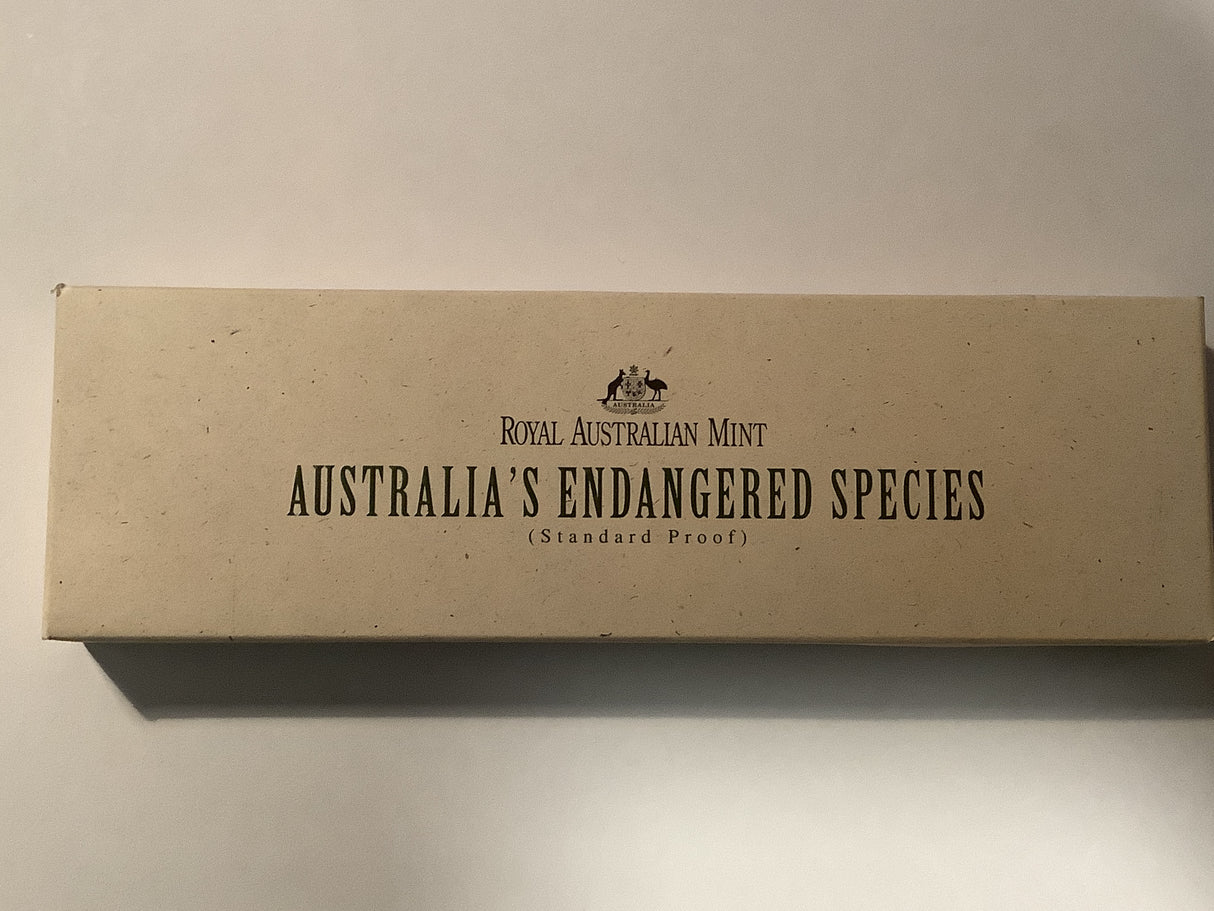 AUSTRALIA
ROYAL AUSTRALIAN MINT
AUSTRALIA'S ENDANGERED SPECIES
(Standard Proof)